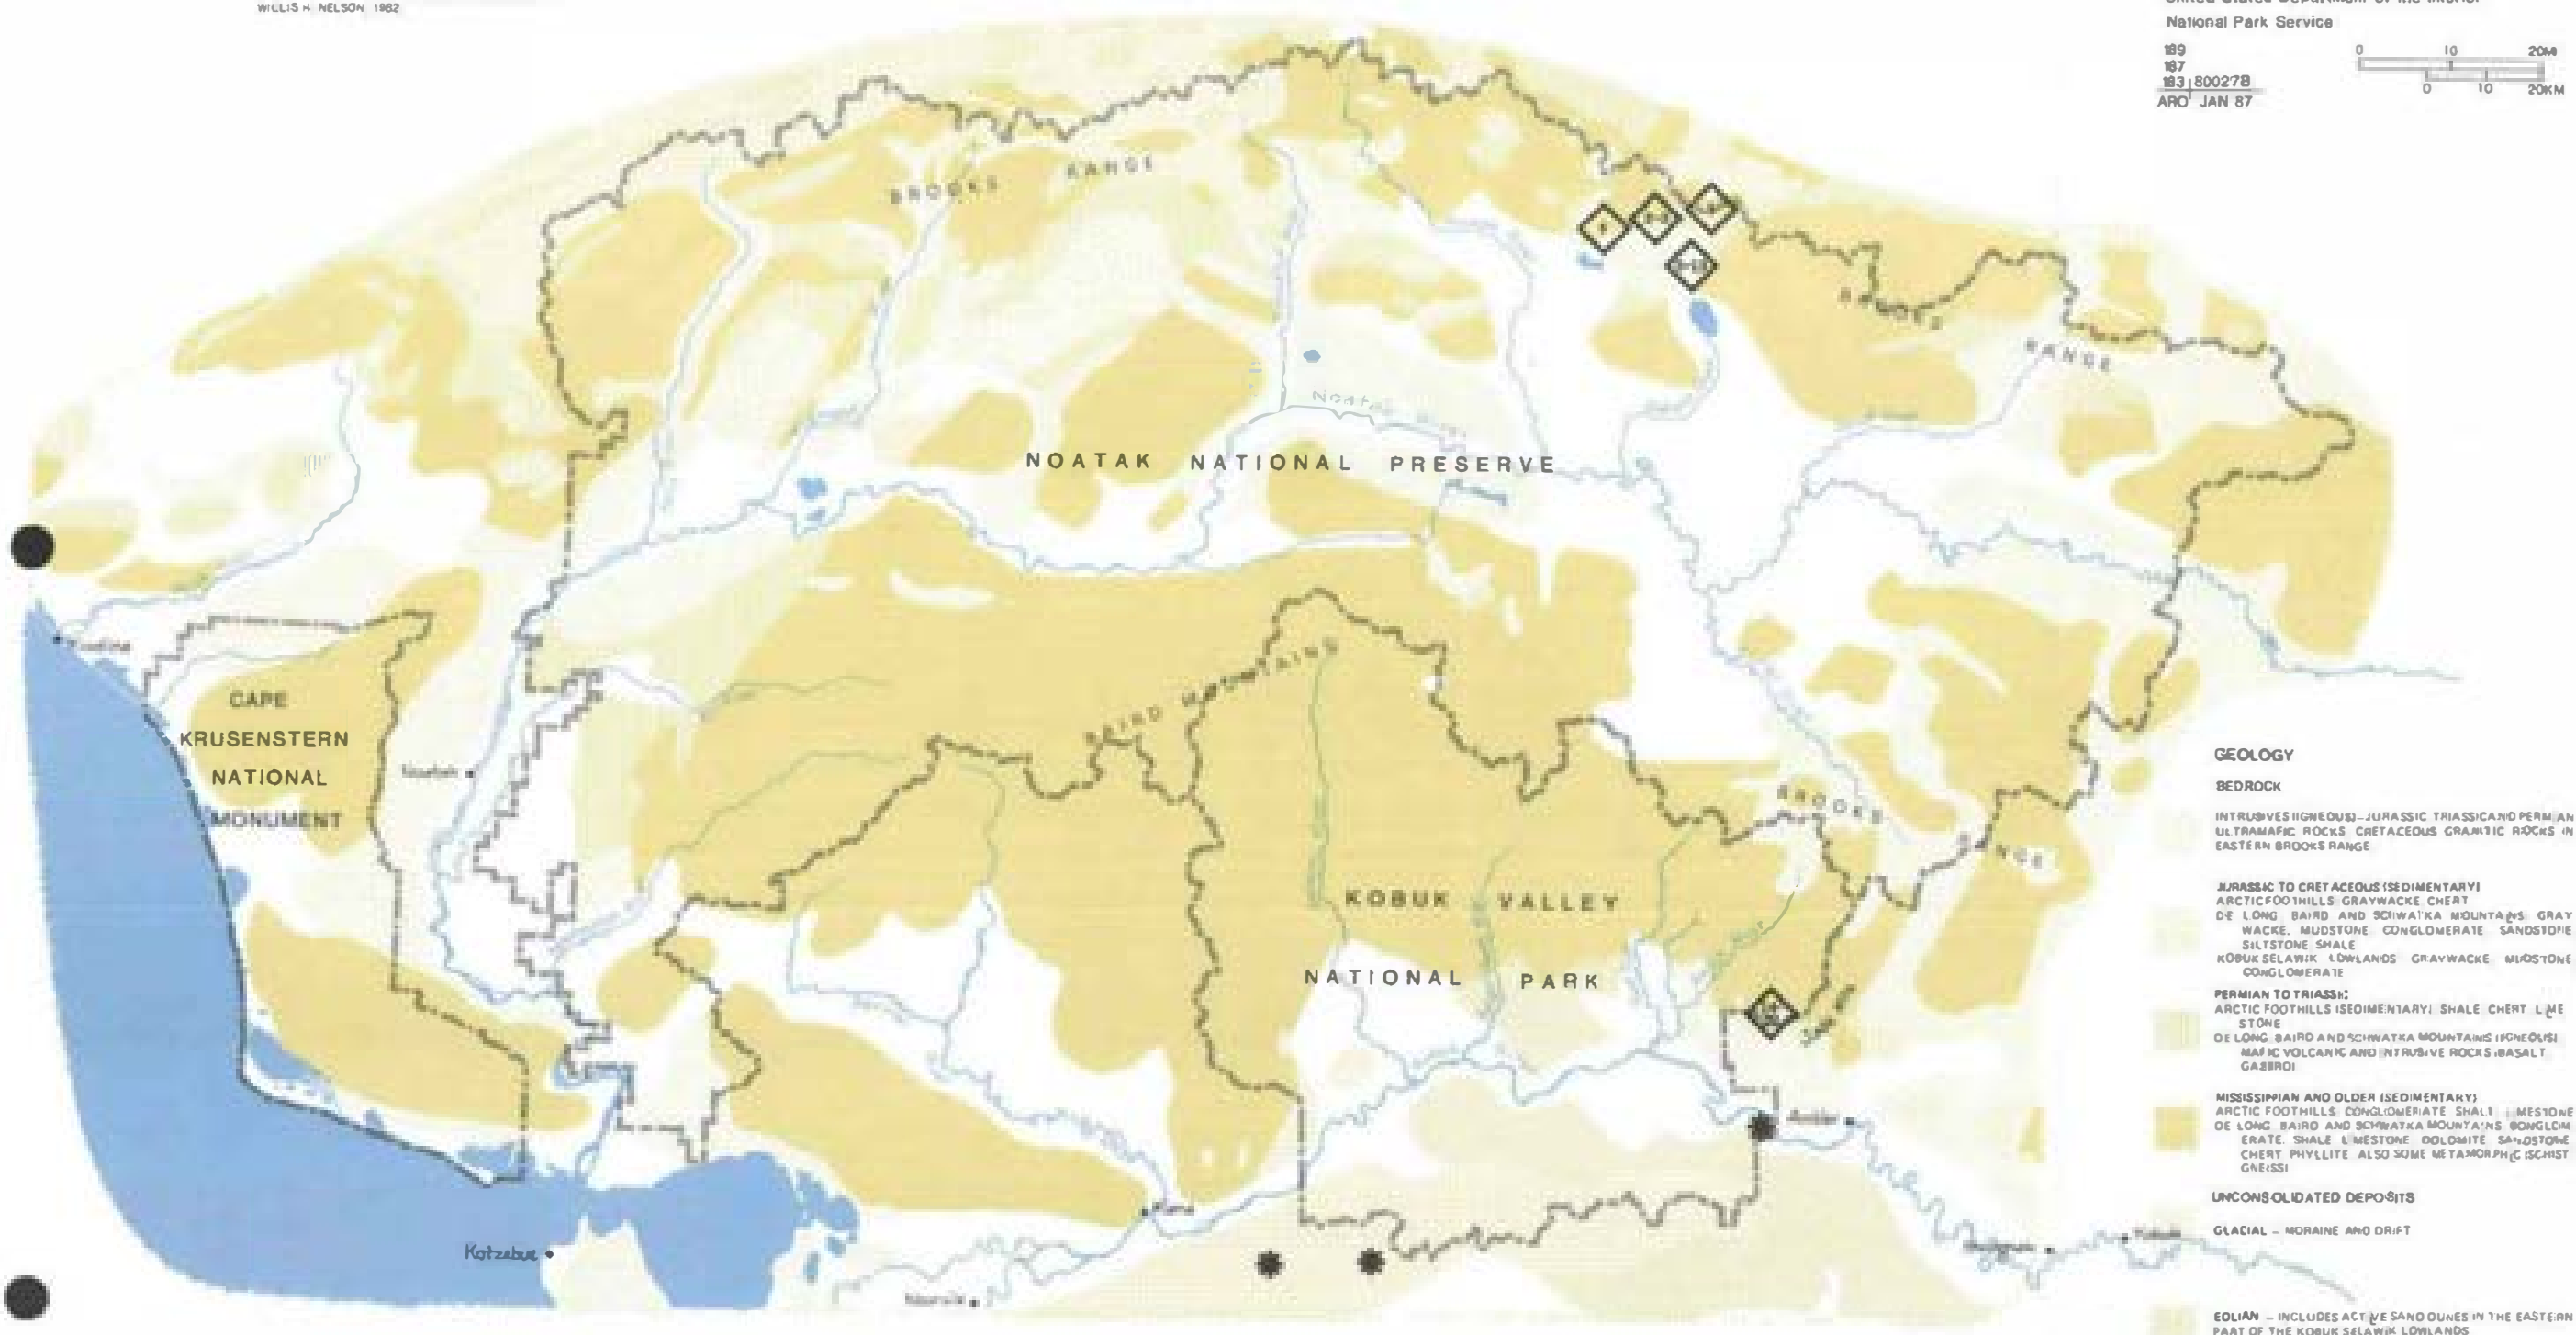 WILLIS H NELSON 1982
National Park Service
189
187
183 800278
ARO JAN 87
0 10 20MI
0 10 20KM
BROOKS RANGE
BROOKS
RANGE
NOATAK NATIONAL PRESERVE
CAPE
KRUSENSTERN
NATIONAL
MONUMENT
Noatak
BAIRD MOUNTAINS
BROOKS
RANGE
KOBUK VALLEY
NATIONAL PARK
Ambler
Kiana
Kotzebue
Noorvik
GEOLOGY
BEDROCK
INTRUSIVES (IGNEOUS)-JURASSIC TRIASSIC AND PERMIAN
ULTRAMAFIC ROCKS CRETACEOUS GRANITIC ROCKS IN
EASTERN BROOKS RANGE
JURASSIC TO CRETACEOUS (SEDIMENTARY)
ARCTIC FOOTHILLS GRAYWACKE CHERT
DE LONG BAIRD AND SCHWATKA MOUNTAINS GRAY
WACKE, MUDSTONE CONGLOMERATE SANDSTONE
SILTSTONE SHALE
KOBUK SELAWIK LOWLANDS GRAYWACKE MUDSTONE
CONGLOMERATE
PERMIAN TO TRIASSIC
ARCTIC FOOTHILLS (SEDIMENTARY) SHALE CHERT LIME
STONE
DE LONG BAIRD AND SCHWATKA MOUNTAINS (IGNEOUS)
MAFIC VOLCANIC AND INTRUSIVE ROCKS (BASALT
GABBRO)
MISSISSIPPIAN AND OLDER (SEDIMENTARY)
ARCTIC FOOTHILLS CONGLOMERATE SHALE LIMESTONE
DE LONG BAIRD AND SCHWATKA MOUNTAINS CONGLOM
ERATE. SHALE LIMESTONE DOLOMITE SANDSTONE
CHERT PHYLLITE ALSO SOME METAMORPHIC (SCHIST
GNEISS)
UNCONSOLIDATED DEPOSITS
GLACIAL – MORAINE AND DRIFT
EOLIAN – INCLUDES ACTIVE SAND DUNES IN THE EASTERN
PART OF THE KOBUK SELAWIK LOWLANDS